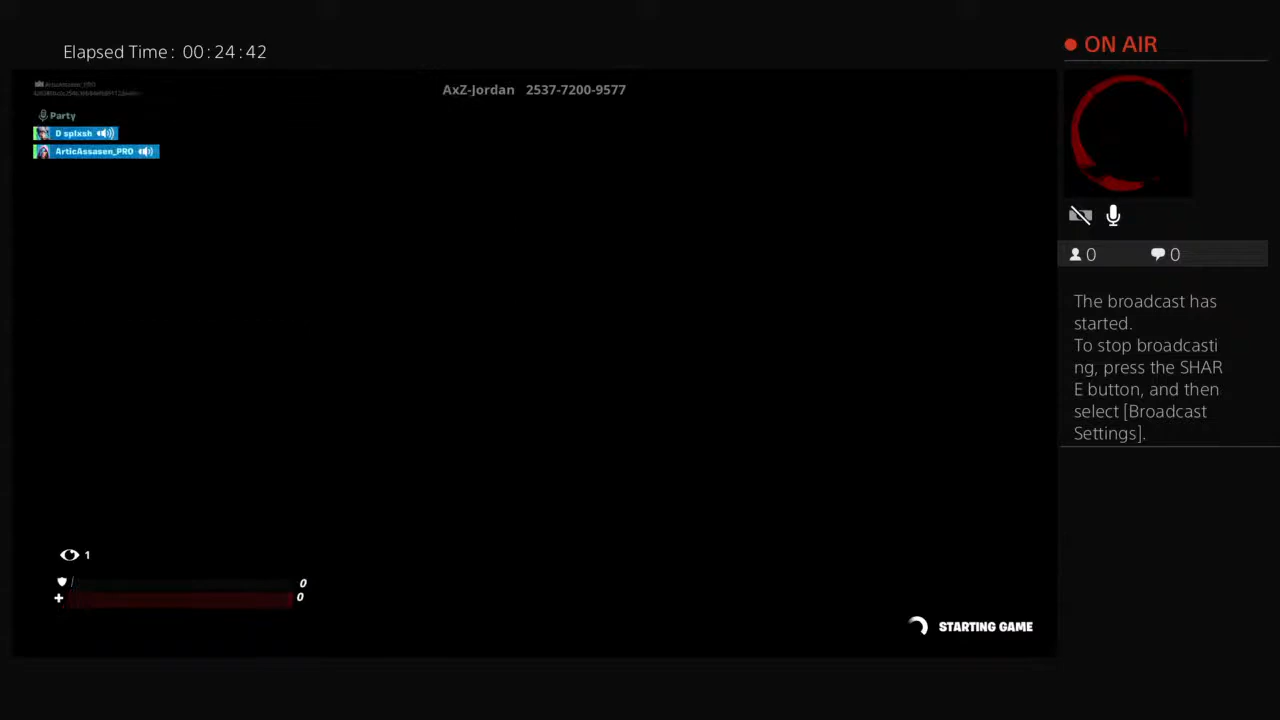 Elapsed Time: 00:24:42
ON AIR
AxZ-Jordan 2537-7200-9577
Party
D splxsh
ArticAssasen_PRO
0
0
The broadcast has
started.
To stop broadcasti
ng, press the SHAR
E button, and then
select [Broadcast
Settings].
1
0
0
STARTING GAME